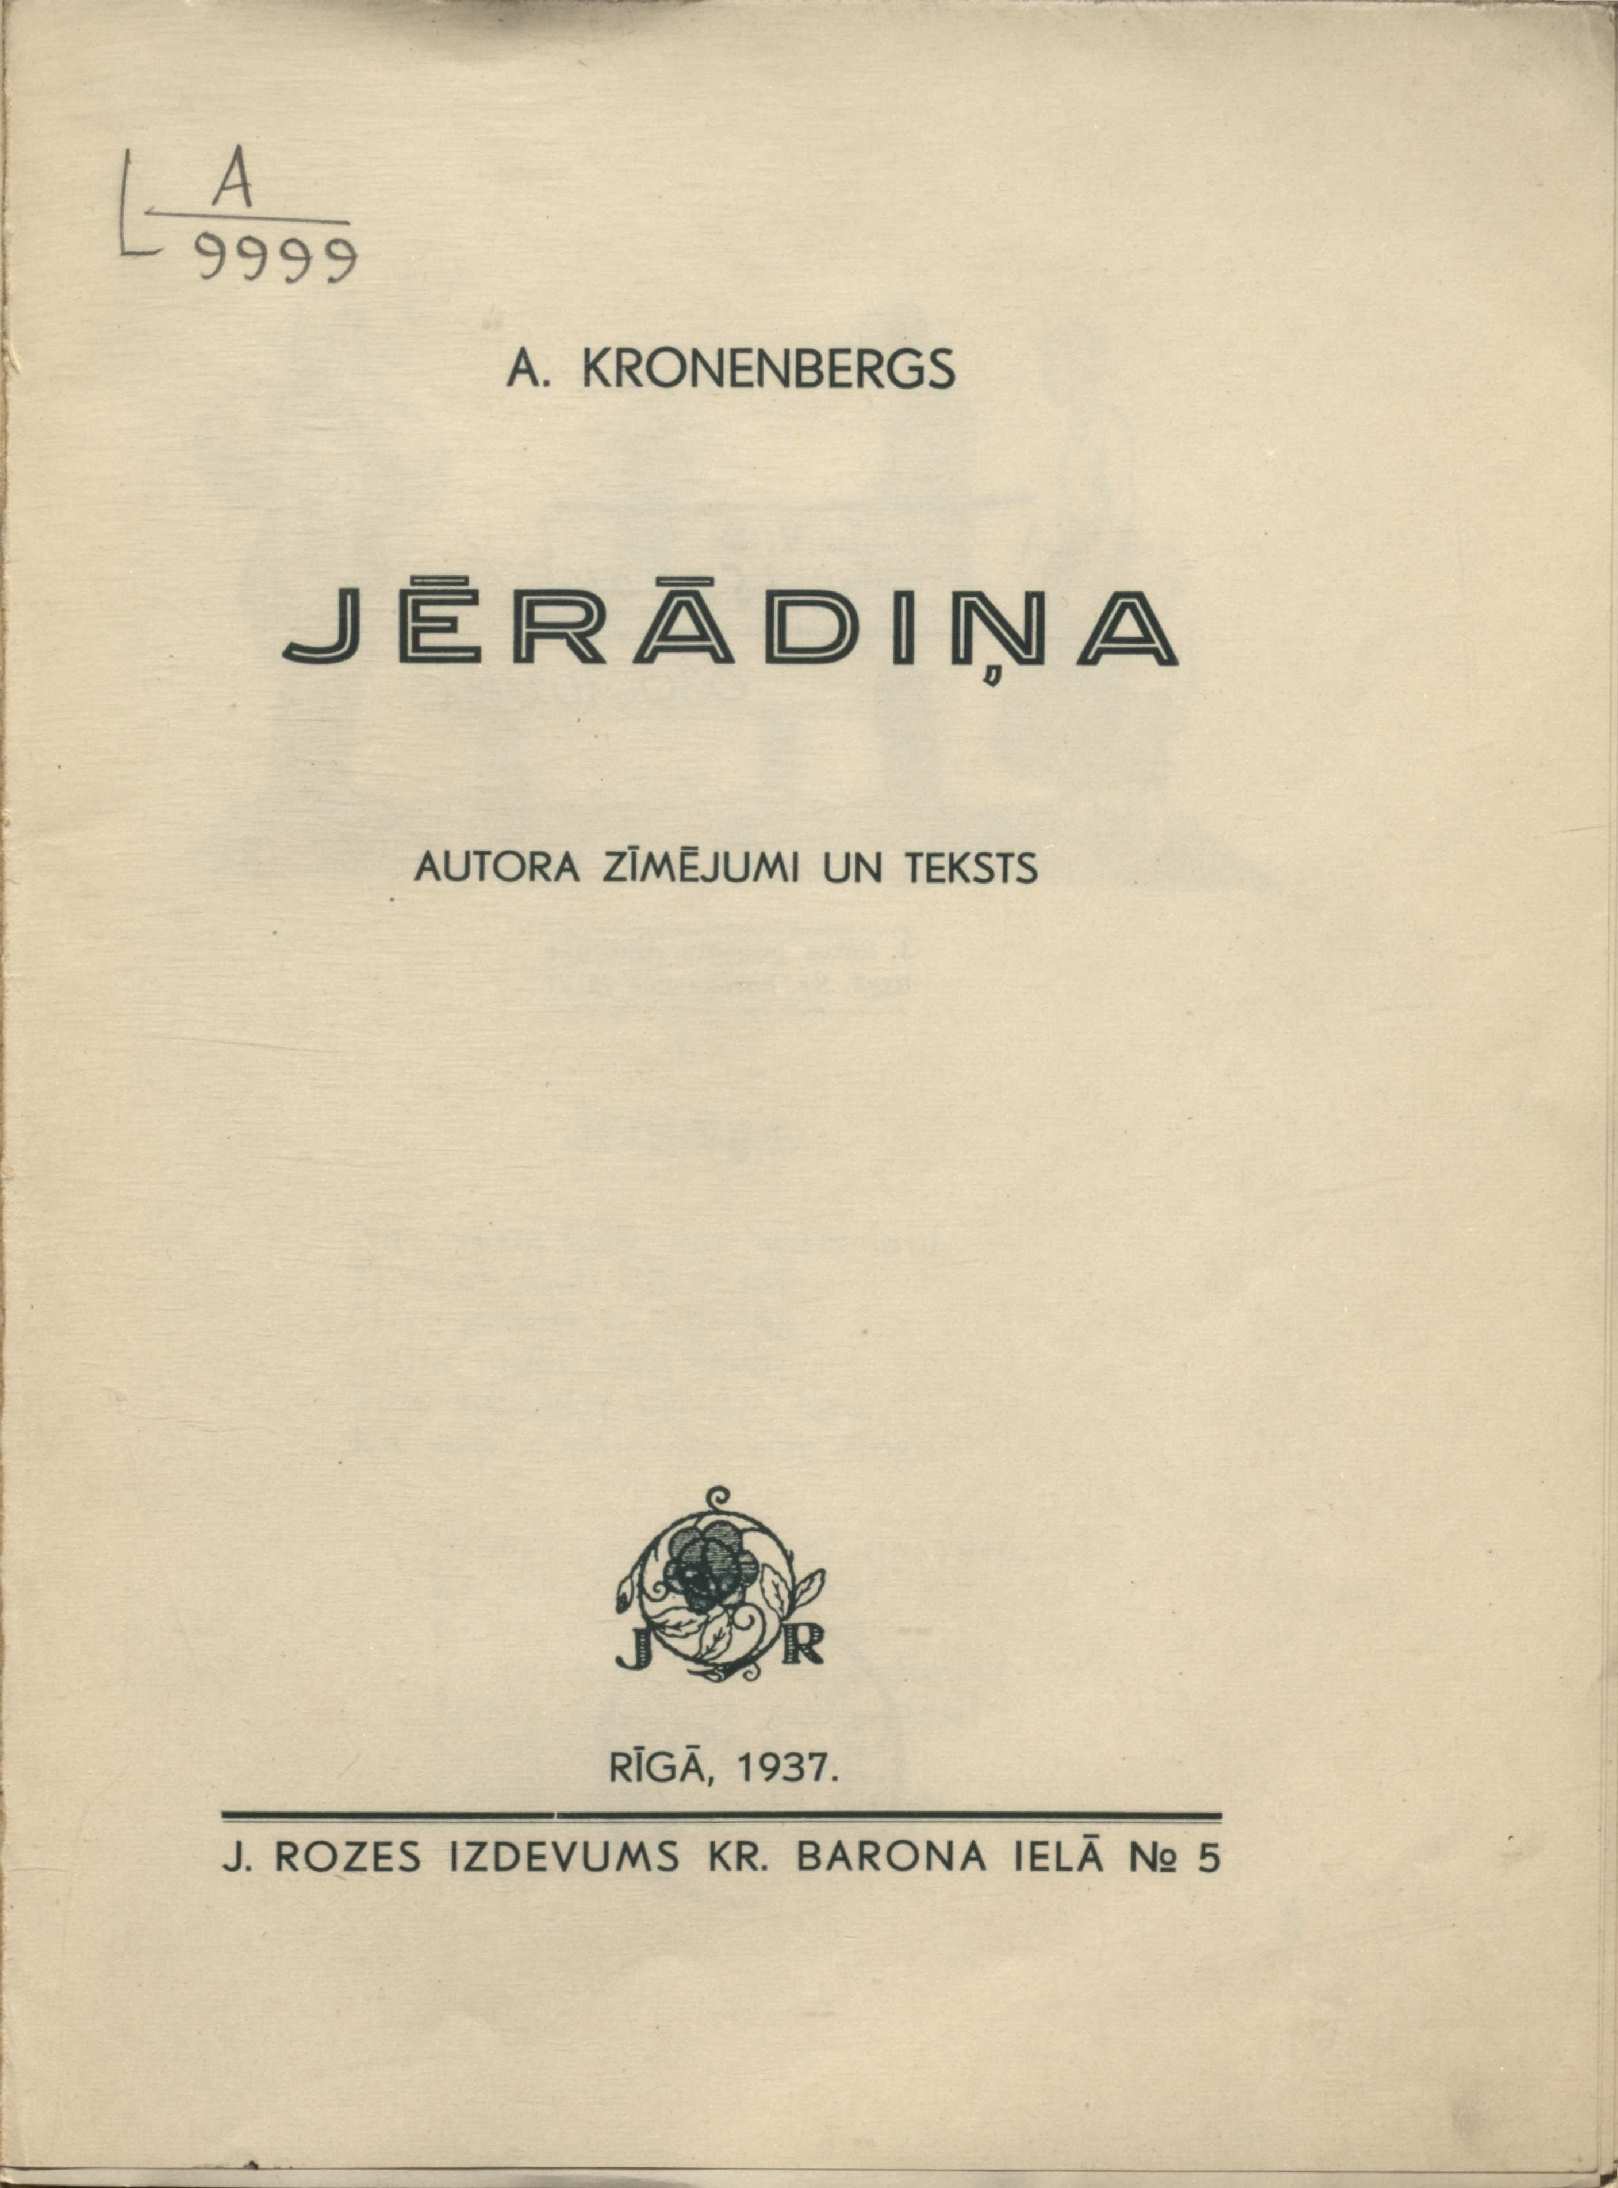 L A
9999
A. KRONENBERGS
JĒRĀDIŅA
AUTORA ZĪMĒJUMI UN TEKSTS
J R
RĪGĀ, 1937.
J. ROZES IZDEVUMS KR. BARONA IELĀ № 5